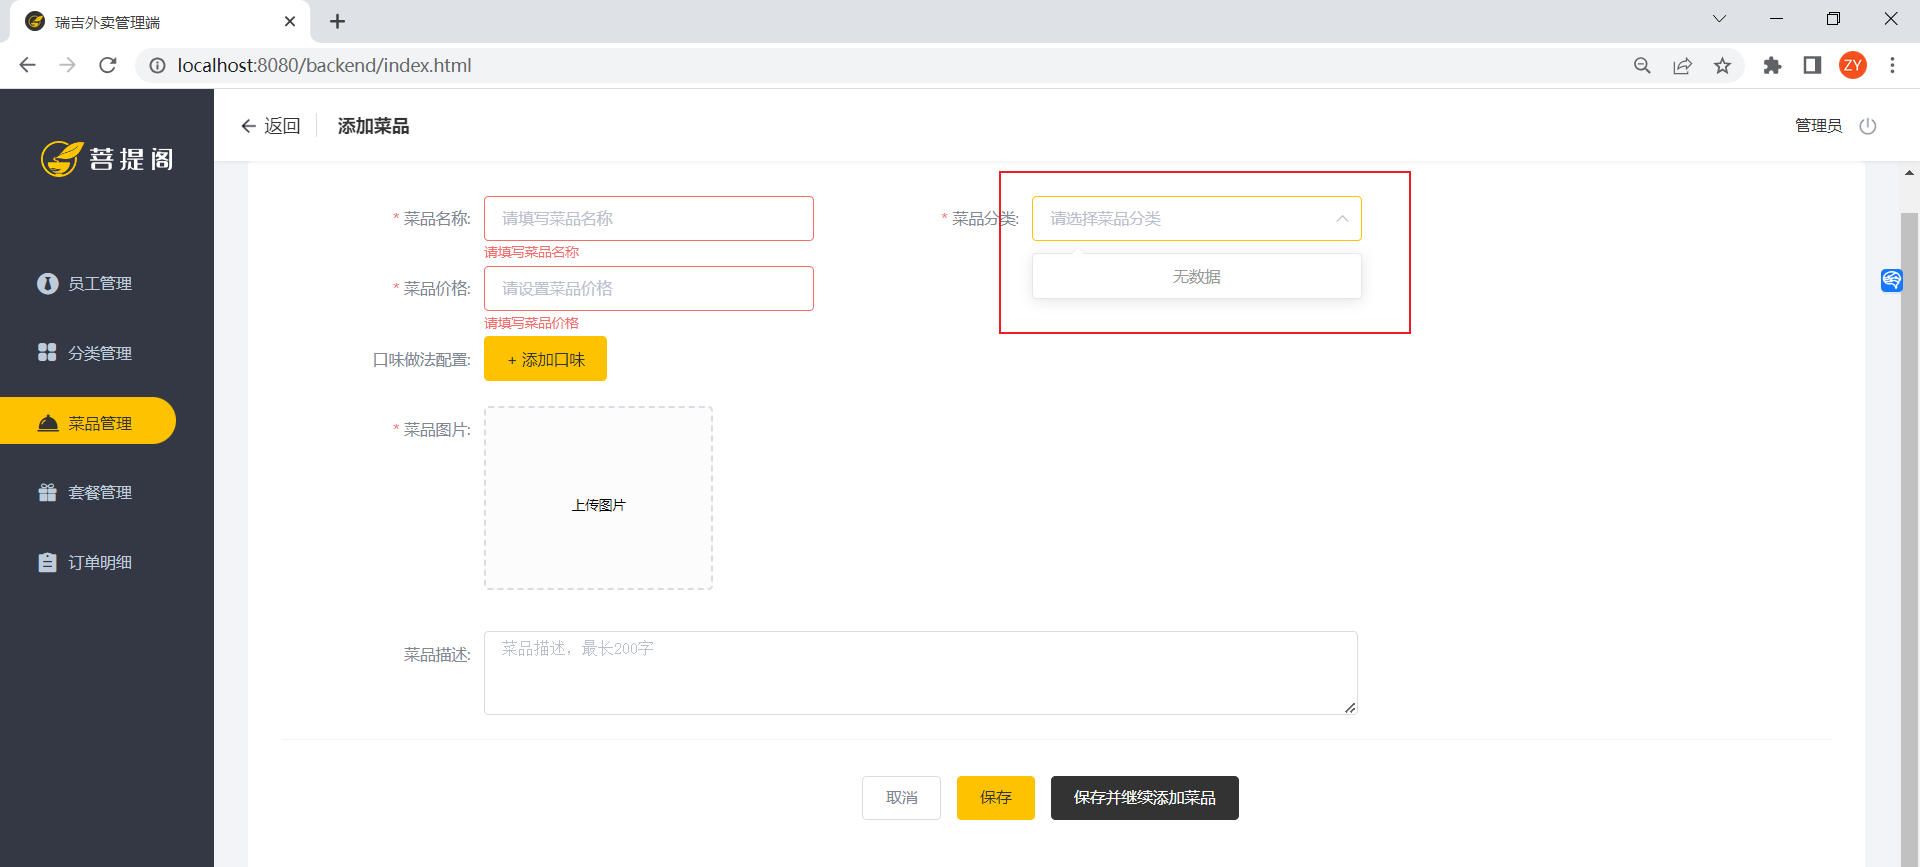 瑞吉外卖管理端
localhost:8080/backend/index.html
ZY
菩提阁
返回
添加菜品
管理员
员工管理
分类管理
菜品管理
套餐管理
订单明细
* 菜品名称:
请填写菜品名称
请填写菜品名称
* 菜品分类:
请选择菜品分类
无数据
* 菜品价格:
请设置菜品价格
请填写菜品价格
口味做法配置:
+ 添加口味
* 菜品图片:
上传图片
菜品描述:
菜品描述，最长200字
取消
保存
保存并继续添加菜品